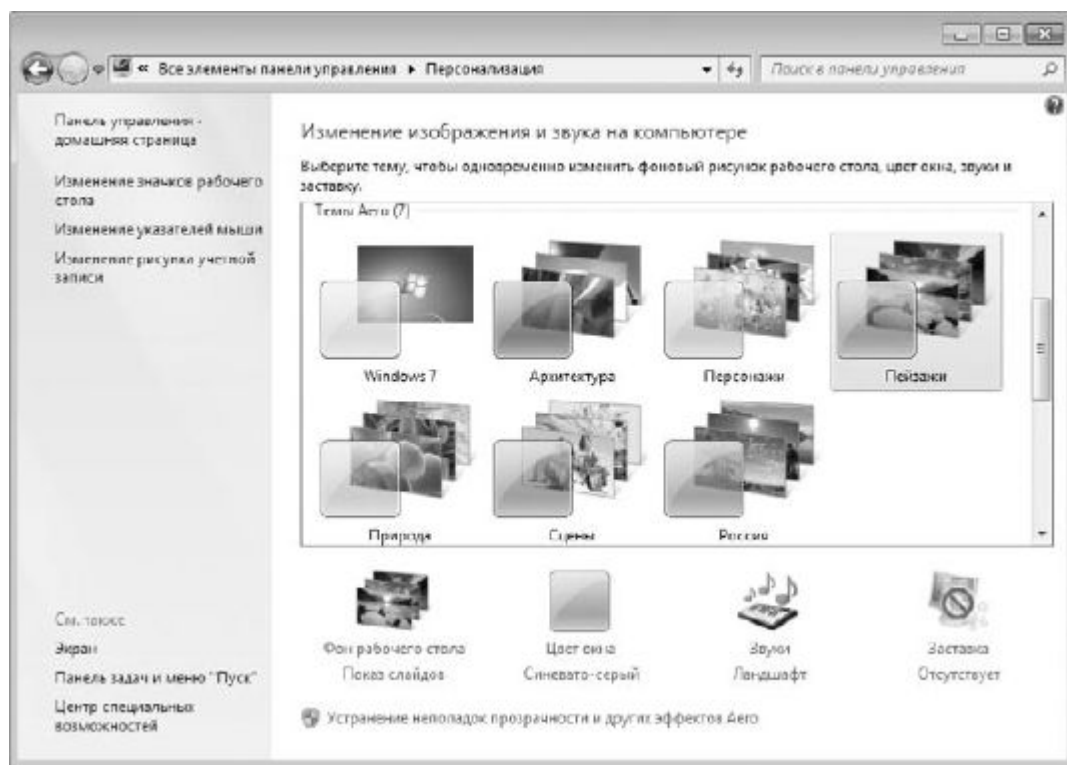 « Все элементы панели управления ▸ Персонализация
Поиск в панели управления
Панель управления -
домашняя страница
Изменение значков рабочего
стола
Изменение указателей мыши
Изменение рисунка учетной
записи
Изменение изображения и звука на компьютере
Выберите тему, чтобы одновременно изменить фоновый рисунок рабочего стола, цвет окна, звуки и
заставку.
Темы Aero (7)
Windows 7
Архитектура
Персонажи
Пейзажи
Природа
Сцены
Россия
Фон рабочего стола
Показ слайдов
Цвет окна
Синевато-серый
Звуки
Ландшафт
Заставка
Отсутствует
Устранение неполадок прозрачности и других эффектов Aero
См. также
Экран
Панель задач и меню "Пуск"
Центр специальных
возможностей